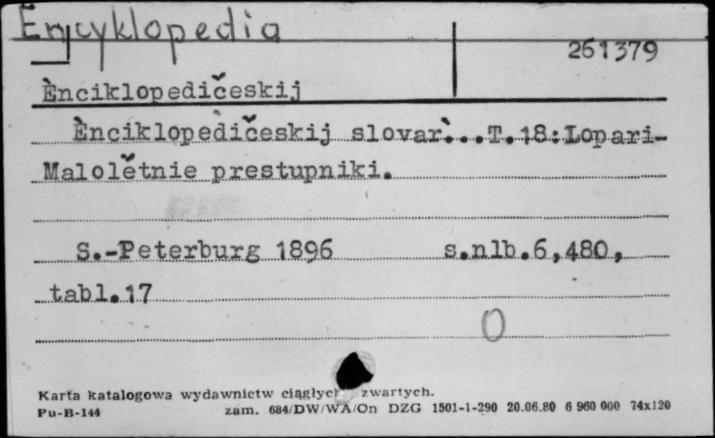 Encyklopedia
261379
Ènciklopedičeskij
Ènciklopedičeskij slovar̀...T.18:Lopari-
Maloětnie prestupniki.
S.-Peterburg 1896 s.nlb.6,480,
tabl.17
0
Karta katalogowa wydawnictw ciągłych zwartych.
Pu-B-144 zam. 684/DW/WA/On DZG 1501-1-290 20.06.80 6 960 000 74x120